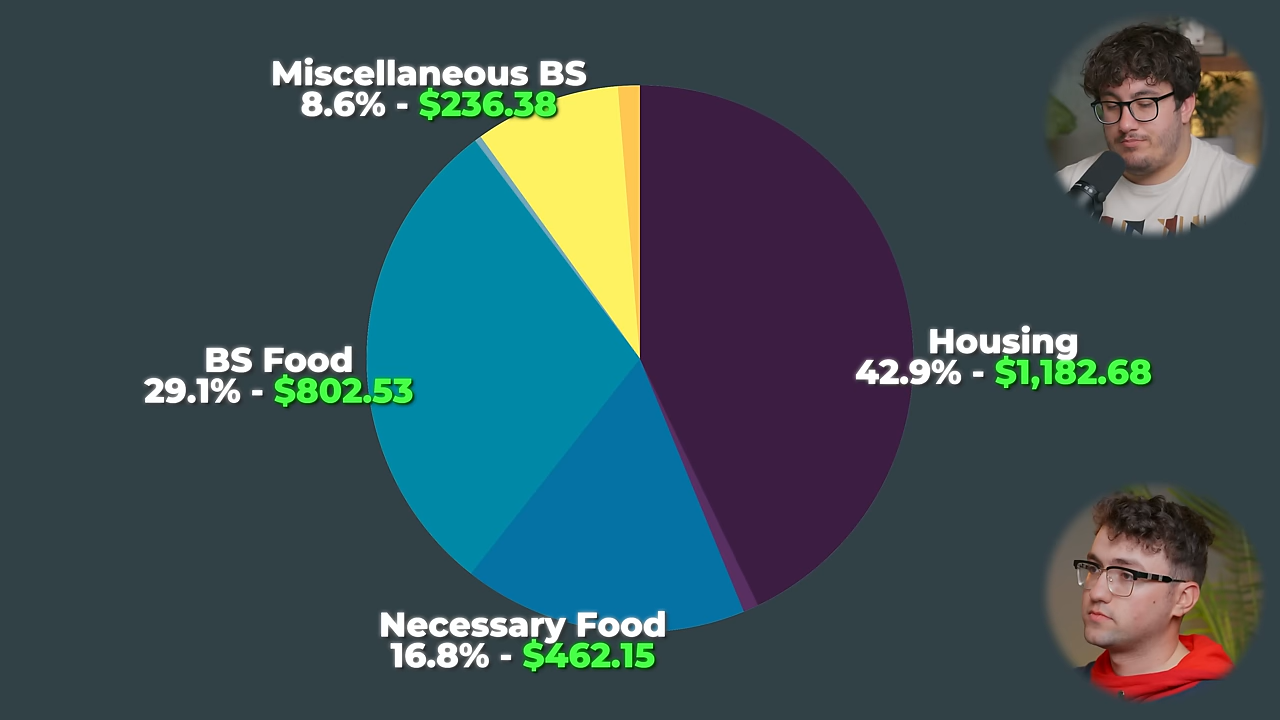 Miscellaneous BS
8.6% - $236.38
Housing
42.9% - $1,182.68
BS Food
29.1% - $802.53
Necessary Food
16.8% - $462.15